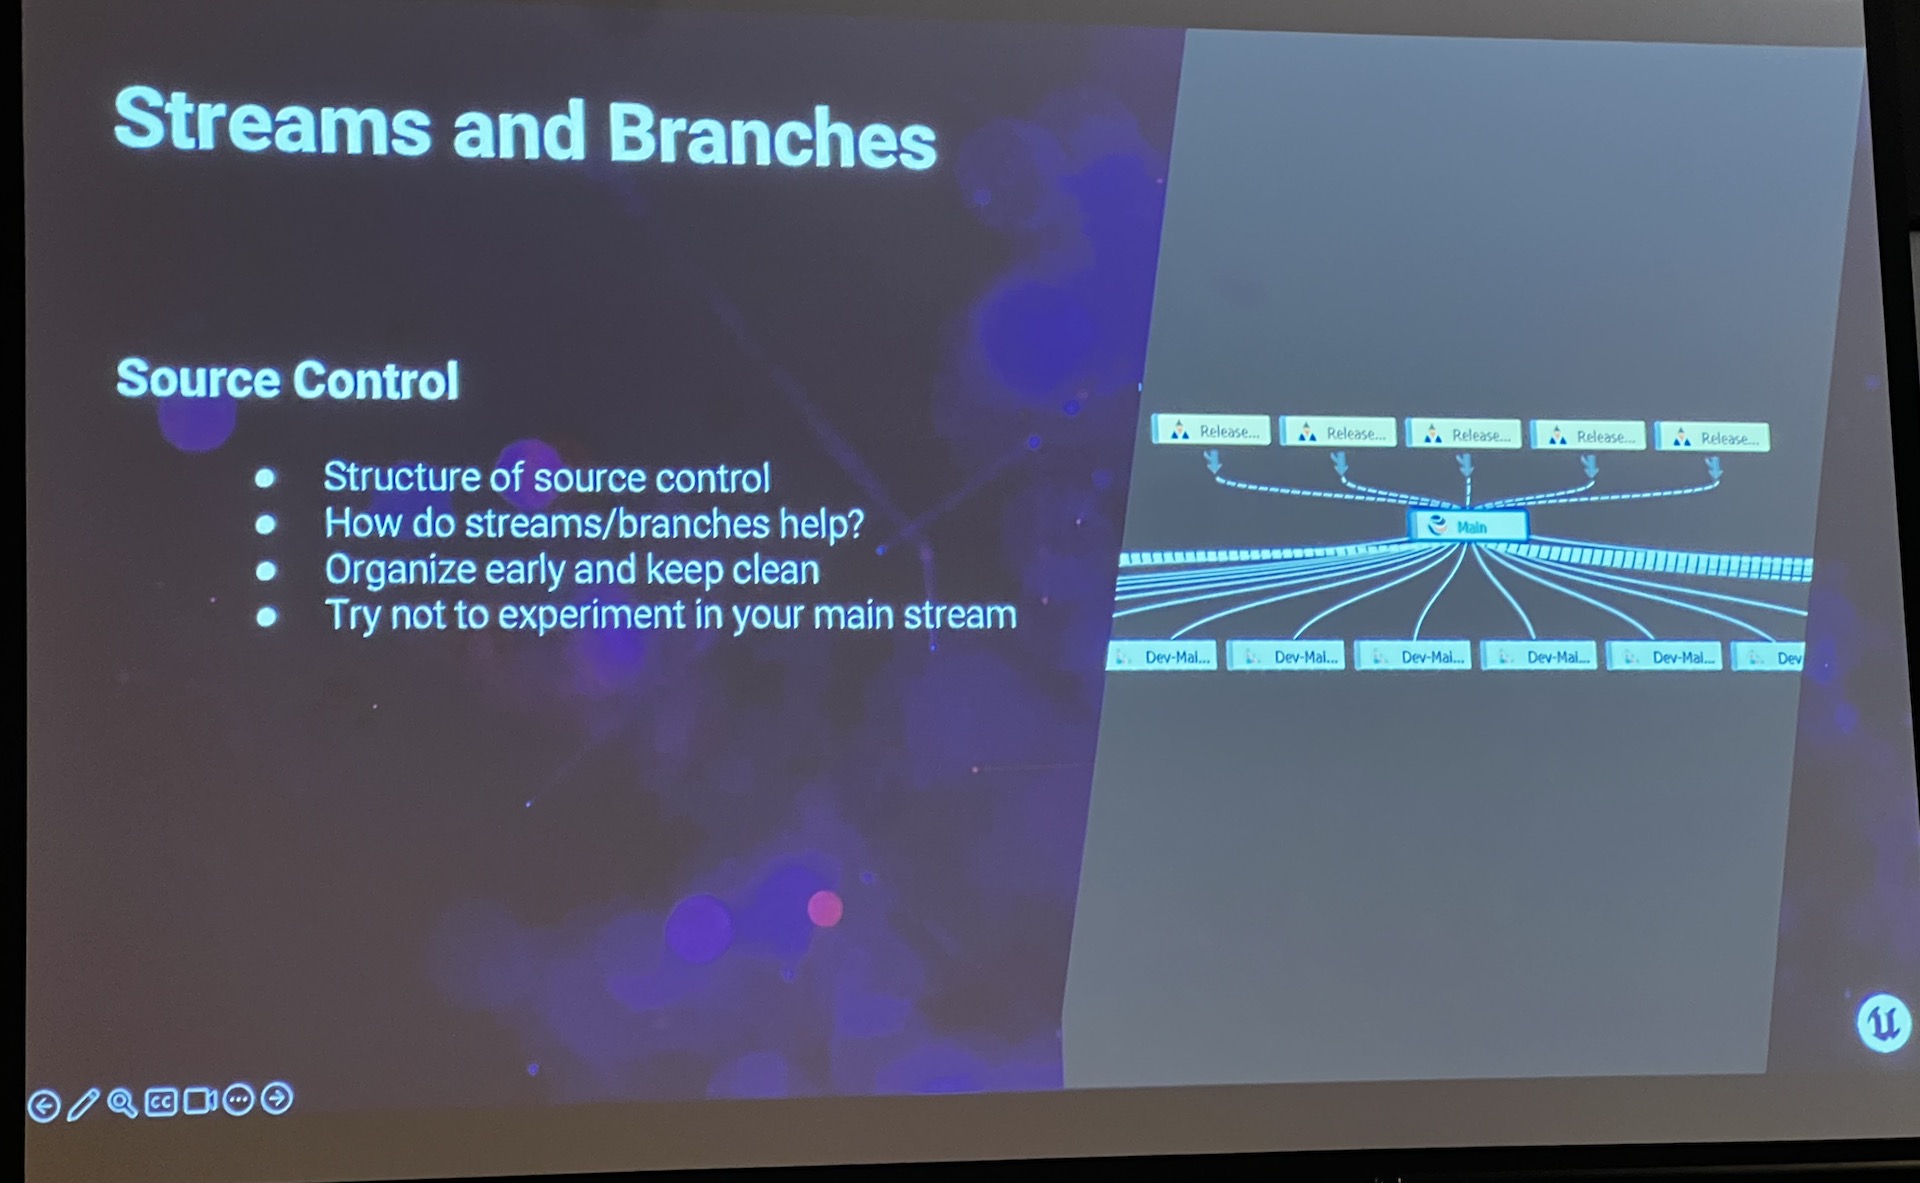 Streams and Branches
Source Control
Structure of source control
How do streams/branches help?
Organize early and keep clean
Try not to experiment in your main stream
Release... Release... Release... Release... Release...
Main
Dev-Mai... Dev-Mai... Dev-Mai... Dev-Mai... Dev-Mai... Dev
CC